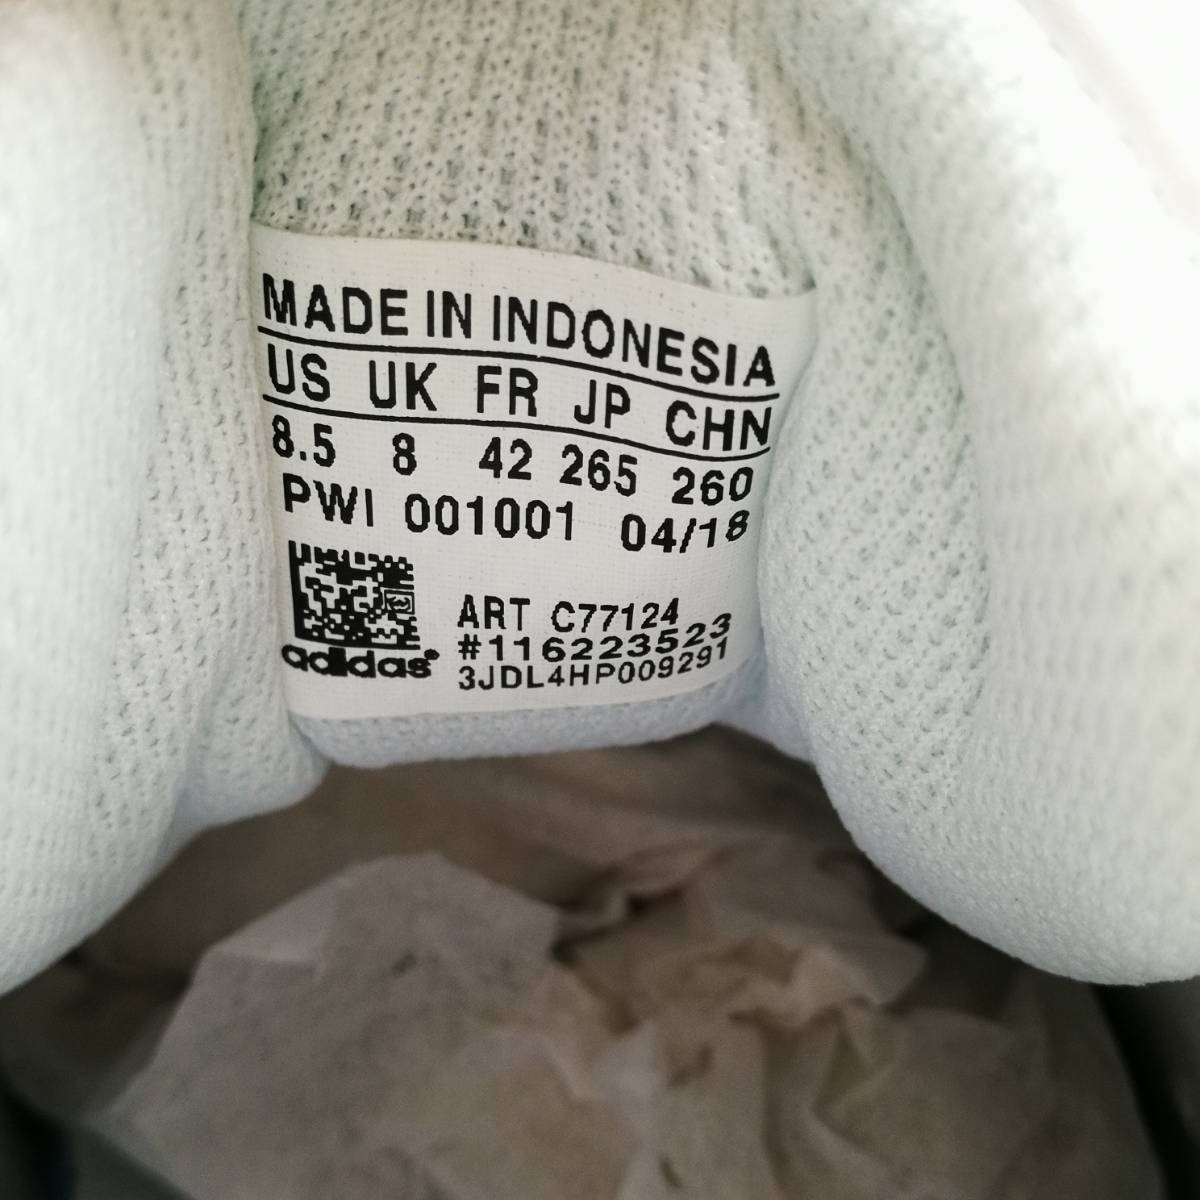 MADE IN INDONESIA
US UK FR JP CHN
8.5 8 42 265 260
PWI 001001 04/18
ART C77124
#116223523
adidas® 3JDL4HP009291